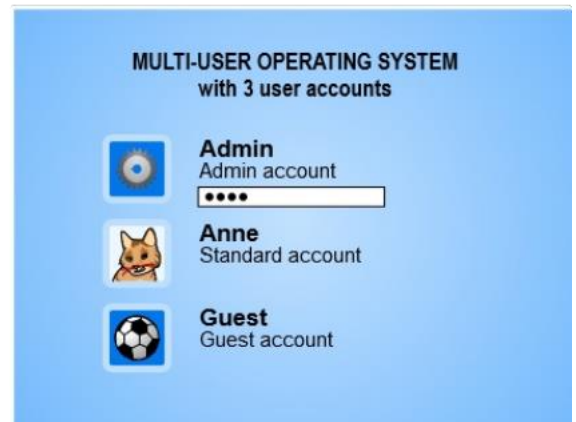 MULTI-USER OPERATING SYSTEM
with 3 user accounts
Admin
Admin account
••••
Anne
Standard account
Guest
Guest account